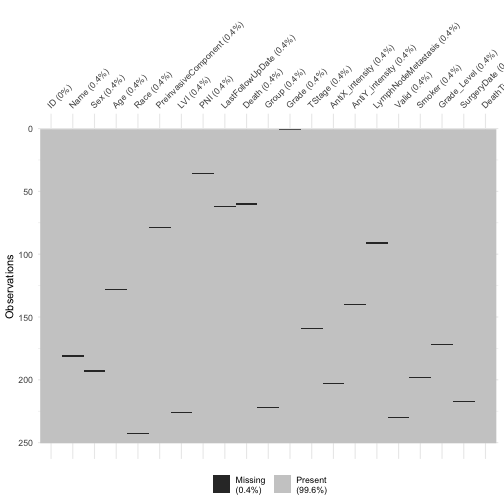 ID (0%)
Name (0.4%)
Sex (0.4%)
Age (0.4%)
Race (0.4%)
PreinvasiveComponent (0.4%)
LVI (0.4%)
PNI (0.4%)
LastFollowUpDate (0.4%)
Death (0.4%)
Group (0.4%)
Grade (0.4%)
TStage (0.4%)
AntiX_intensity (0.4%)
AntiY_intensity (0.4%)
LymphNodeMetastasis (0.4%)
Valid (0.4%)
Smoker (0.4%)
Grade_Level (0.4%)
SurgeryDate (0
DeathT
0
50
100
150
200
250
Observations
Missing
(0.4%)
Present
(99.6%)